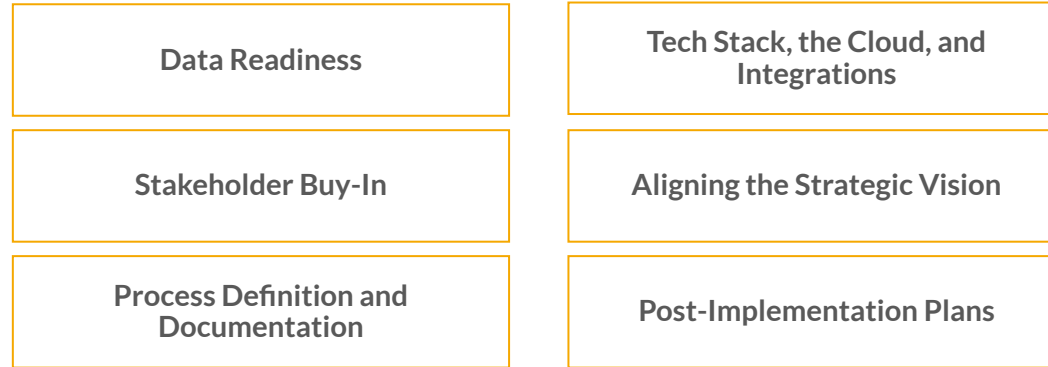 Data Readiness
Tech Stack, the Cloud, and
Integrations
Stakeholder Buy-In
Aligning the Strategic Vision
Process Definition and
Documentation
Post-Implementation Plans